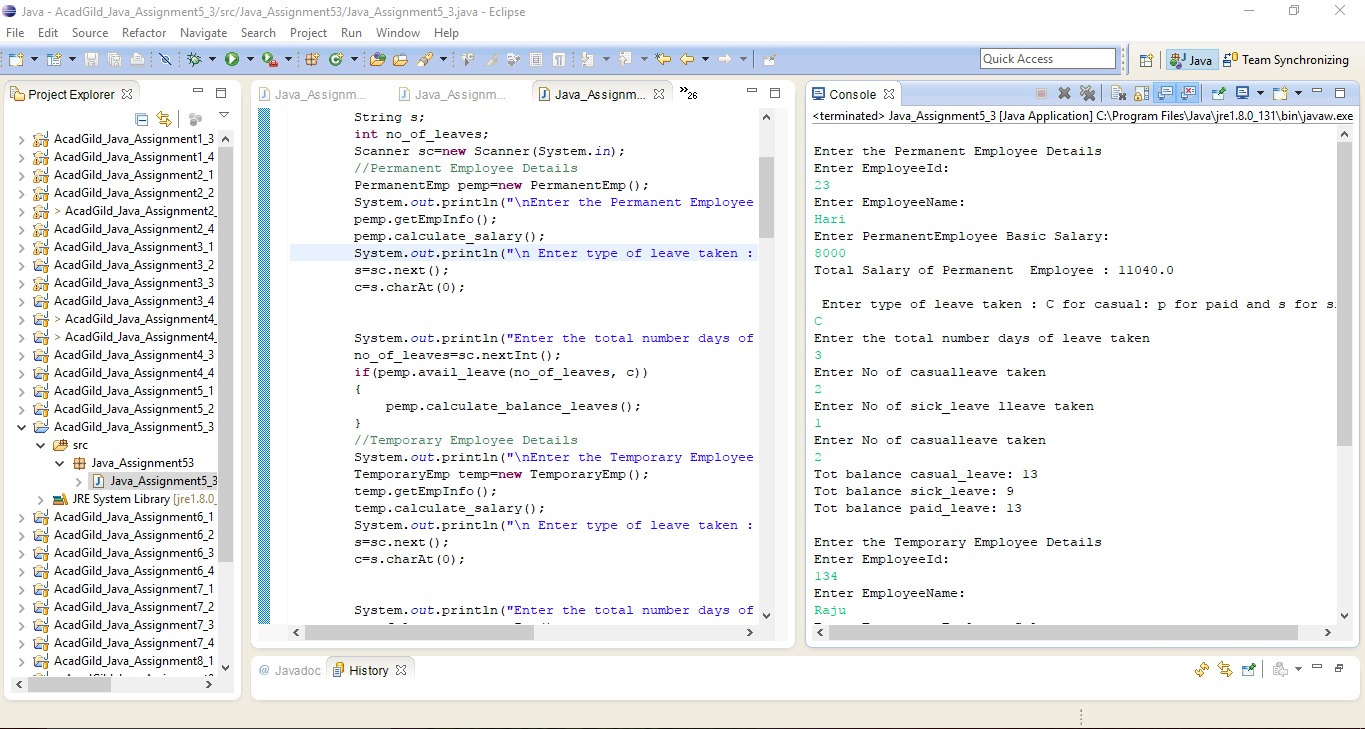 Java - AcadGild_Java_Assignment5_3/src/Java_Assignment53/Java_Assignment5_3.java - Eclipse
File Edit Source Refactor Navigate Search Project Run Window Help
Quick Access
Java
Team Synchronizing
Project Explorer
AcadGild_Java_Assignment1_3
AcadGild_Java_Assignment1_4
AcadGild_Java_Assignment2_1
AcadGild_Java_Assignment2_2
> AcadGild_Java_Assignment2_
AcadGild_Java_Assignment2_4
AcadGild_Java_Assignment3_1
AcadGild_Java_Assignment3_2
AcadGild_Java_Assignment3_3
AcadGild_Java_Assignment3_4
> AcadGild_Java_Assignment4_
> AcadGild_Java_Assignment4_
AcadGild_Java_Assignment4_3
AcadGild_Java_Assignment4_4
AcadGild_Java_Assignment5_1
AcadGild_Java_Assignment5_2
AcadGild_Java_Assignment5_3
src
Java_Assignment53
Java_Assignment5_3
JRE System Library [jre1.8.0_
AcadGild_Java_Assignment6_1
AcadGild_Java_Assignment6_2
AcadGild_Java_Assignment6_3
AcadGild_Java_Assignment6_4
AcadGild_Java_Assignment7_1
AcadGild_Java_Assignment7_2
AcadGild_Java_Assignment7_3
AcadGild_Java_Assignment7_4
AcadGild_Java_Assignment8_1
Java_Assignm...
Java_Assignm...
Java_Assignm...
»26
String s;
int no_of_leaves;
Scanner sc=new Scanner(System.in);
//Permanent Employee Details
PermanentEmp pemp=new PermanentEmp();
System.out.println("\nEnter the Permanent Employee
pemp.getEmpInfo();
pemp.calculate_salary();
System.out.println("\n Enter type of leave taken :
s=sc.next();
c=s.charAt(0);
System.out.println("Enter the total number days of
no_of_leaves=sc.nextInt();
if(pemp.avail_leave(no_of_leaves, c))
{
pemp.calculate_balance_leaves();
}
//Temporary Employee Details
System.out.println("\nEnter the Temporary Employee
TemporaryEmp temp=new TemporaryEmp();
temp.getEmpInfo();
temp.calculate_salary();
System.out.println("\n Enter type of leave taken :
s=sc.next();
c=s.charAt(0);
System.out.println("Enter the total number days of
Console
<terminated> Java_Assignment5_3 [Java Application] C:\Program Files\Java\jre1.8.0_131\bin\javaw.exe
Enter the Permanent Employee Details
Enter EmployeeId:
23
Enter EmployeeName:
Hari
Enter PermanentEmployee Basic Salary:
8000
Total Salary of Permanent  Employee : 11040.0
Enter type of leave taken : C for casual: p for paid and s for s
C
Enter the total number days of leave taken
3
Enter No of casualleave taken
2
Enter No of sick_leave lleave taken
1
Enter No of casualleave taken
2
Tot balance casual_leave: 13
Tot balance sick_leave: 9
Tot balance paid_leave: 13
Enter the Temporary Employee Details
Enter EmployeeId:
134
Enter EmployeeName:
Raju
@ Javadoc
History